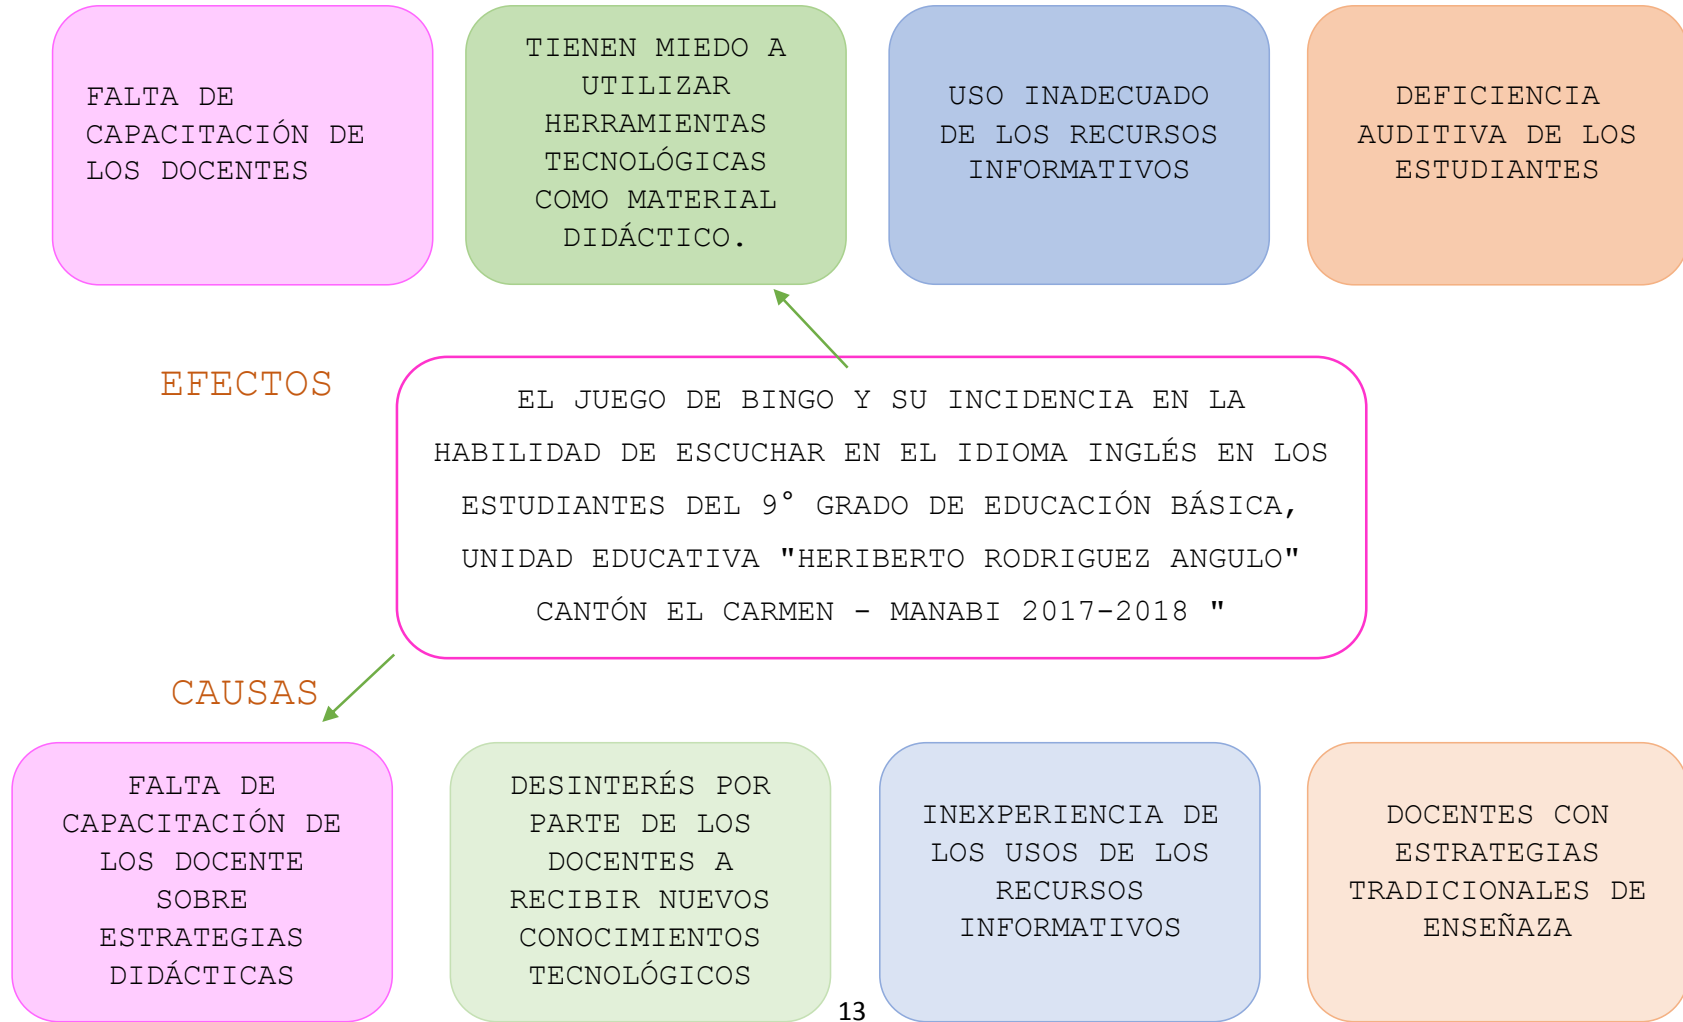 FALTA DE
CAPACITACIÓN DE
LOS DOCENTES
TIENEN MIEDO A
UTILIZAR
HERRAMIENTAS
TECNOLÓGICAS
COMO MATERIAL
DIDÁCTICO.
USO INADECUADO
DE LOS RECURSOS
INFORMATIVOS
DEFICIENCIA
AUDITIVA DE LOS
ESTUDIANTES
EFECTOS
EL JUEGO DE BINGO Y SU INCIDENCIA EN LA
HABILIDAD DE ESCUCHAR EN EL IDIOMA INGLÉS EN LOS
ESTUDIANTES DEL 9° GRADO DE EDUCACIÓN BÁSICA,
UNIDAD EDUCATIVA "HERIBERTO RODRIGUEZ ANGULO"
CANTÓN EL CARMEN - MANABI 2017-2018 "
CAUSAS
FALTA DE
CAPACITACIÓN DE
LOS DOCENTE
SOBRE
ESTRATEGIAS
DIDÁCTICAS
DESINTERÉS POR
PARTE DE LOS
DOCENTES A
RECIBIR NUEVOS
CONOCIMIENTOS
TECNOLÓGICOS
INEXPERIENCIA DE
LOS USOS DE LOS
RECURSOS
INFORMATIVOS
DOCENTES CON
ESTRATEGIAS
TRADICIONALES DE
ENSEÑAZA
13